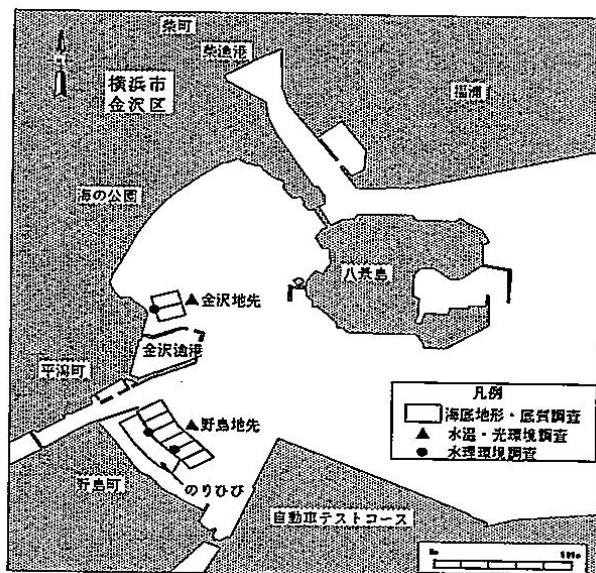 柴町
柴漁港
横浜市
金沢区
福浦
海の公園
八景島
金沢地先
金沢漁港
平潟町
野島地先
野島町
のりひび
自動車テストコース
凡例
海底地形・底質調査
水温・光環境調査
水理環境調査